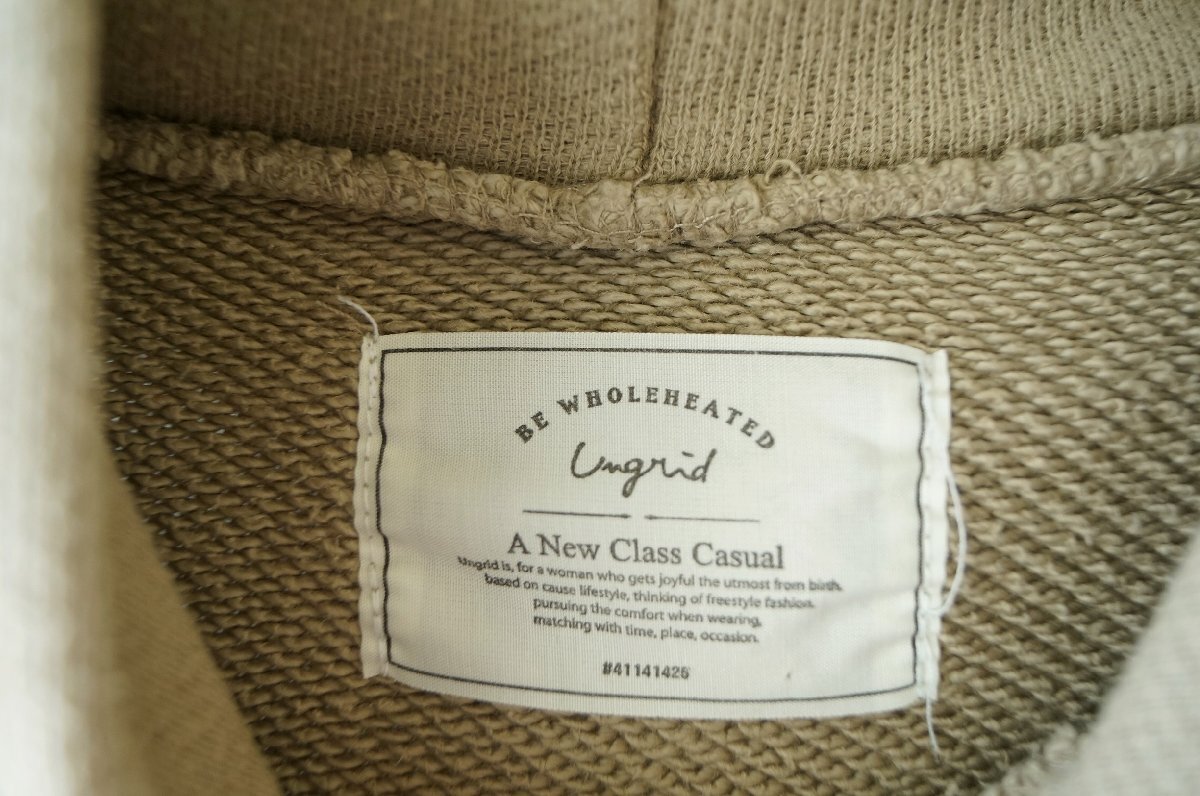 BE WHOLEHEATED
Ungrid
A New Class Casual
Ungrid is, for a woman who gets joyful the utmost from birth.
based on cause lifestyle, thinking of freestyle fashion.
pursuing the comfort when wearing,
matching with time, place, occasion.
#41141426